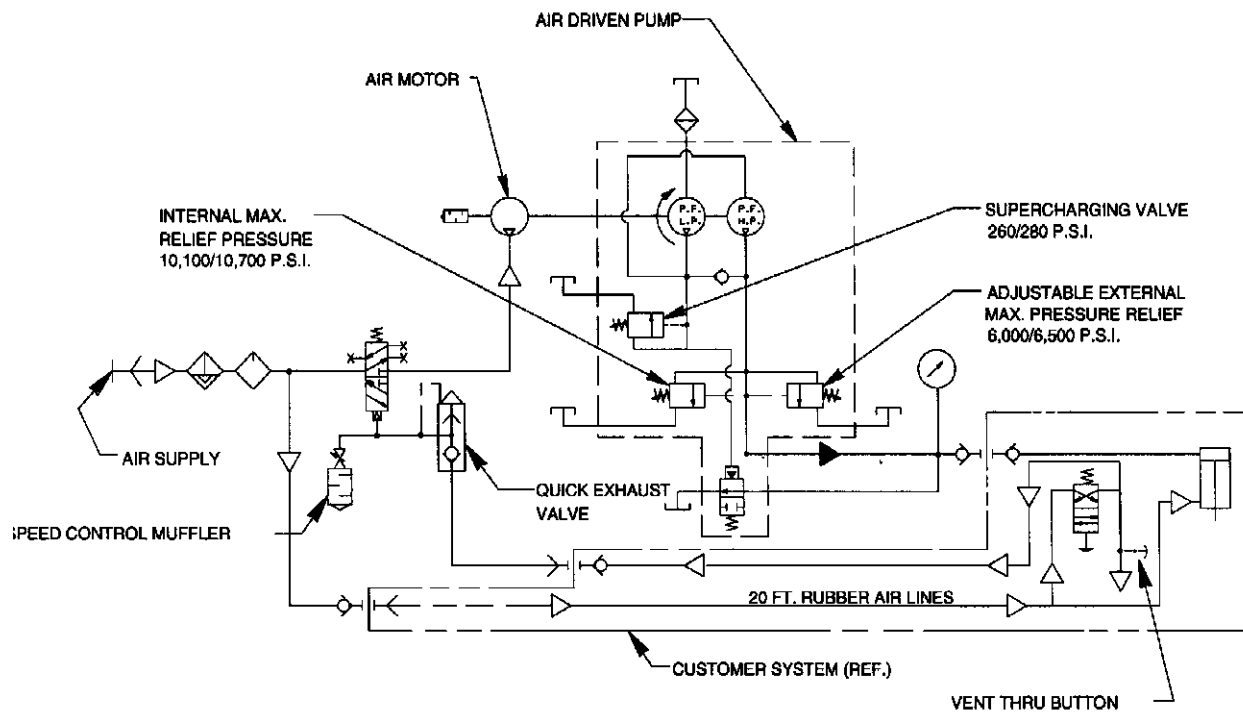 AIR DRIVEN PUMP
AIR MOTOR
INTERNAL MAX.
RELIEF PRESSURE
10,100/10,700 P.S.I.
P.F.
L.P.
P.F.
H.P.
SUPERCHARGING VALVE
260/280 P.S.I.
ADJUSTABLE EXTERNAL
MAX. PRESSURE RELIEF
6,000/6,500 P.S.I.
AIR SUPPLY
QUICK EXHAUST
VALVE
SPEED CONTROL MUFFLER
20 FT. RUBBER AIR LINES
CUSTOMER SYSTEM (REF.)
VENT THRU BUTTON